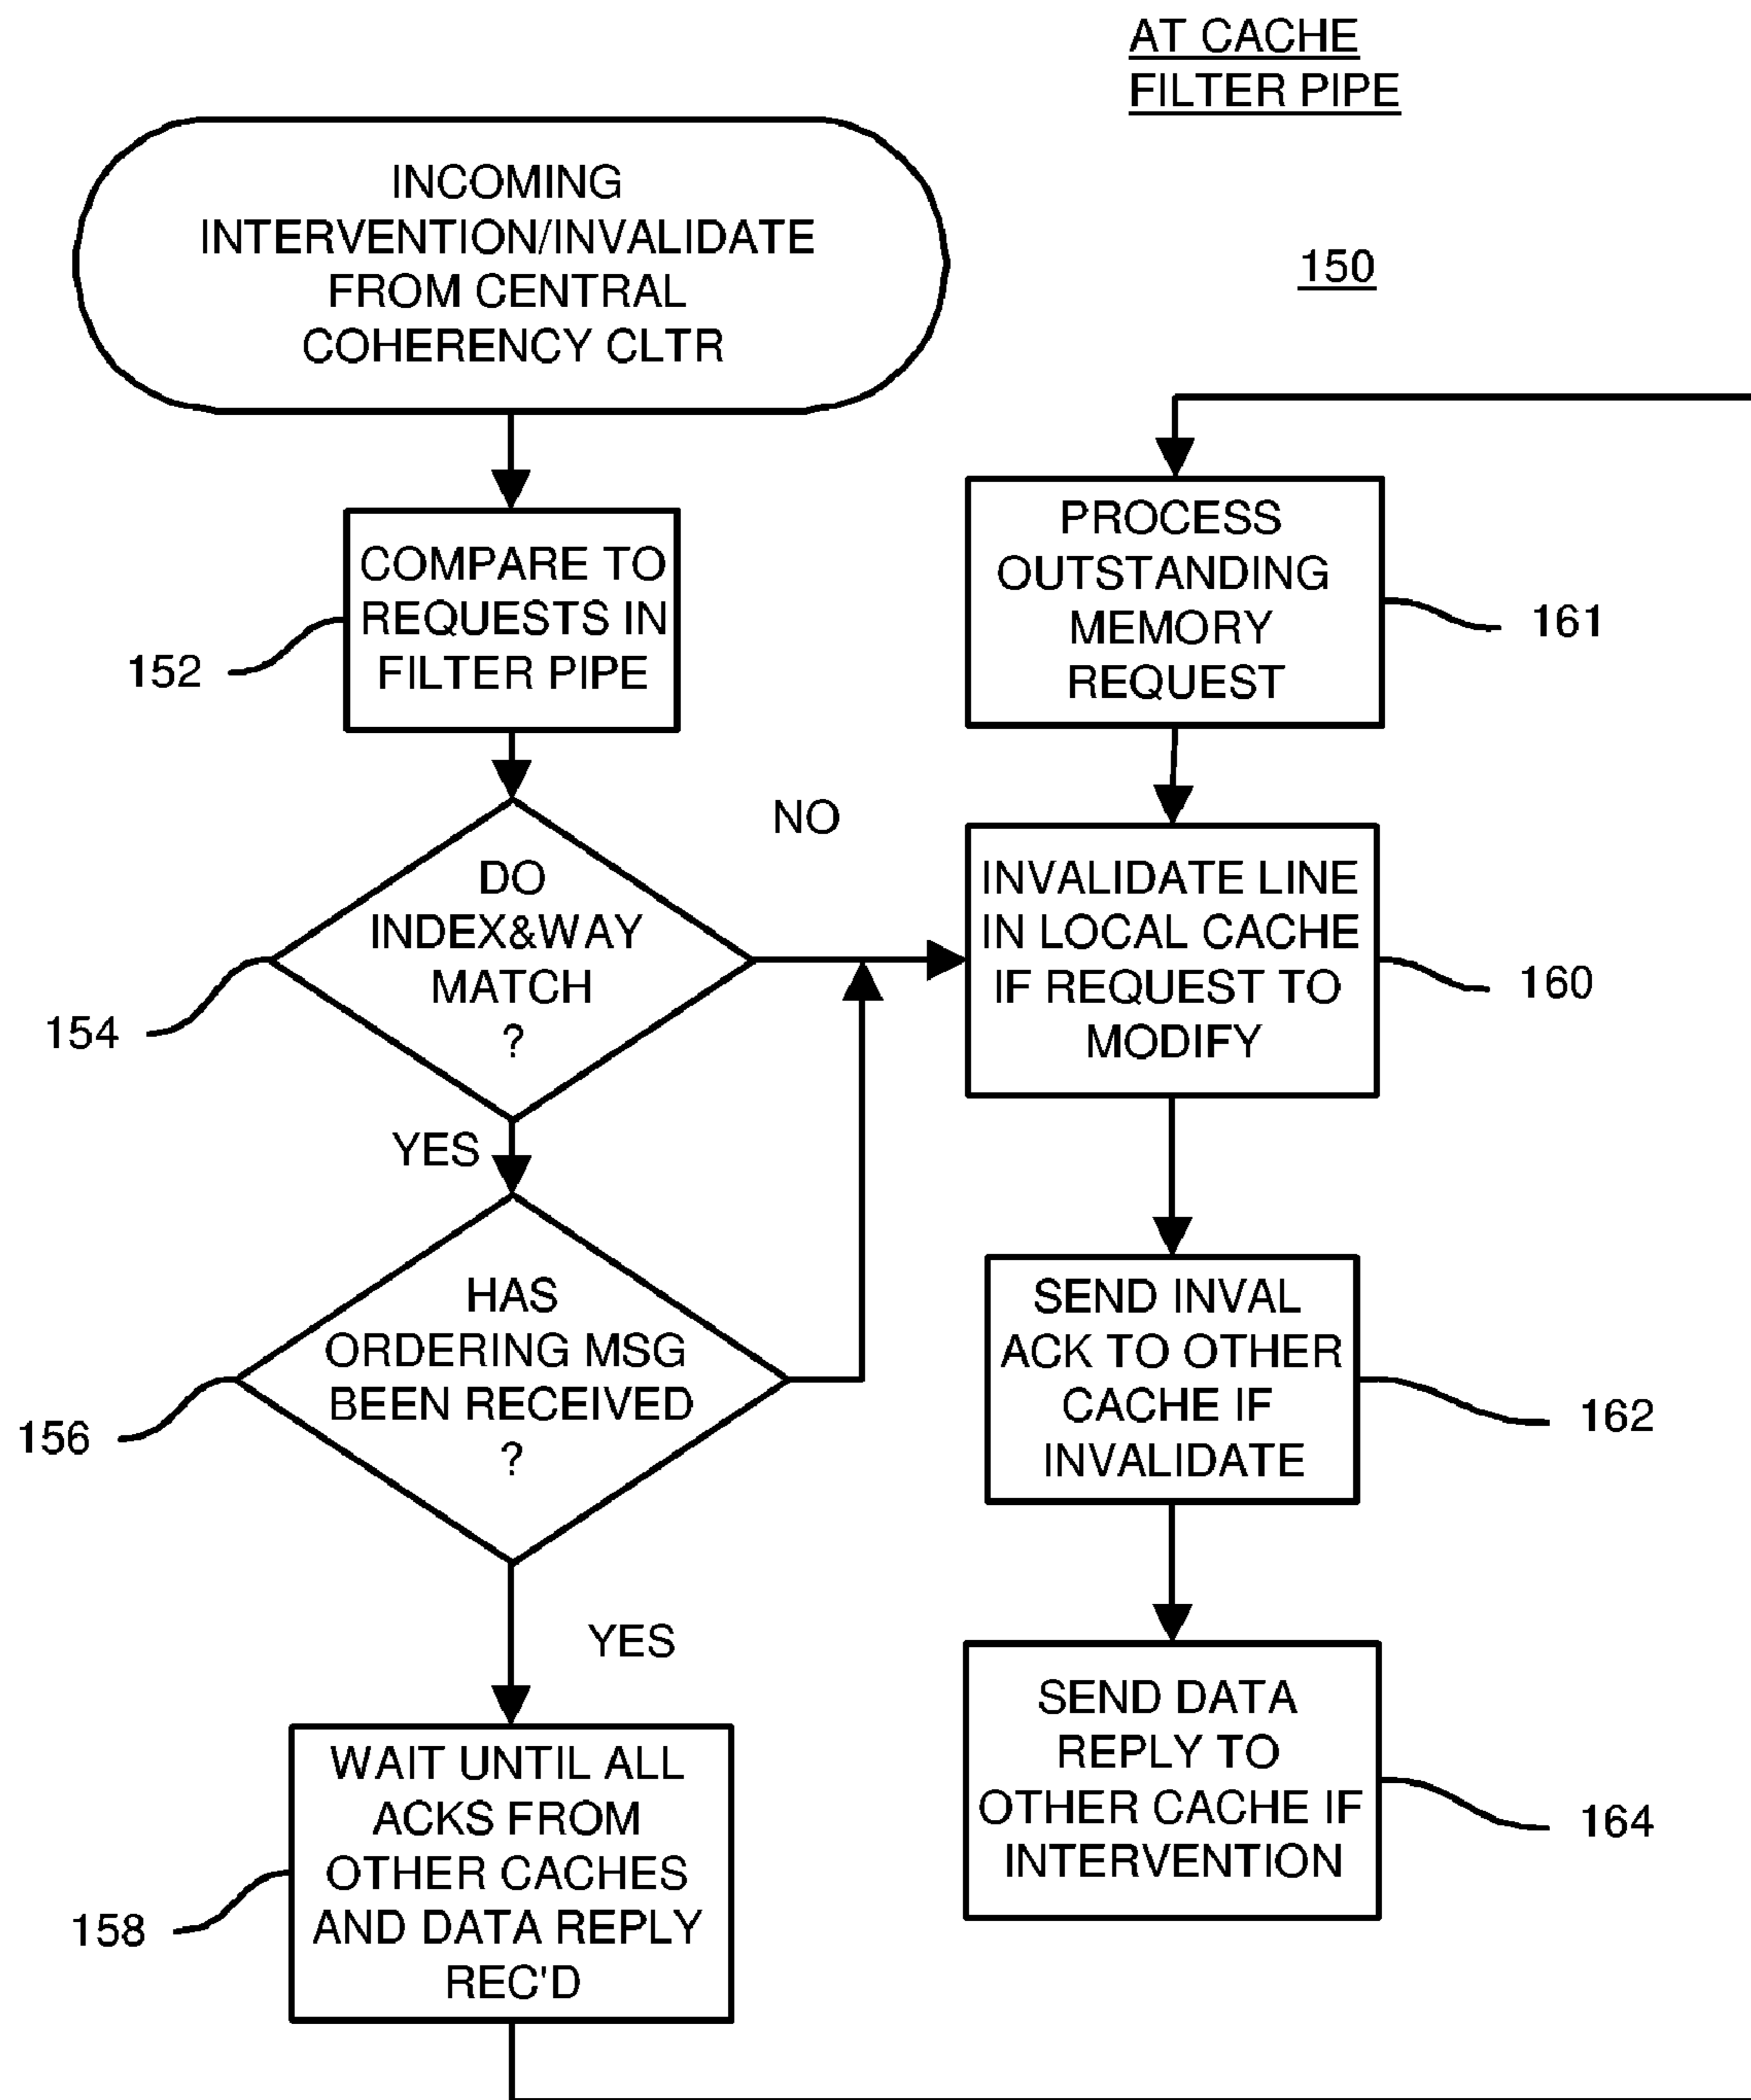 AT CACHE
FILTER PIPE
150
INCOMING
INTERVENTION/INVALIDATE
FROM CENTRAL
COHERENCY CLTR
COMPARE TO
REQUESTS IN
FILTER PIPE
152
DO
INDEX&WAY
MATCH
?
154
NO
YES
HAS
ORDERING MSG
BEEN RECEIVED
?
156
YES
WAIT UNTIL ALL
ACKS FROM
OTHER CACHES
AND DATA REPLY
REC'D
158
PROCESS
OUTSTANDING
MEMORY
REQUEST
161
INVALIDATE LINE
IN LOCAL CACHE
IF REQUEST TO
MODIFY
160
SEND INVAL
ACK TO OTHER
CACHE IF
INVALIDATE
162
SEND DATA
REPLY TO
OTHER CACHE IF
INTERVENTION
164